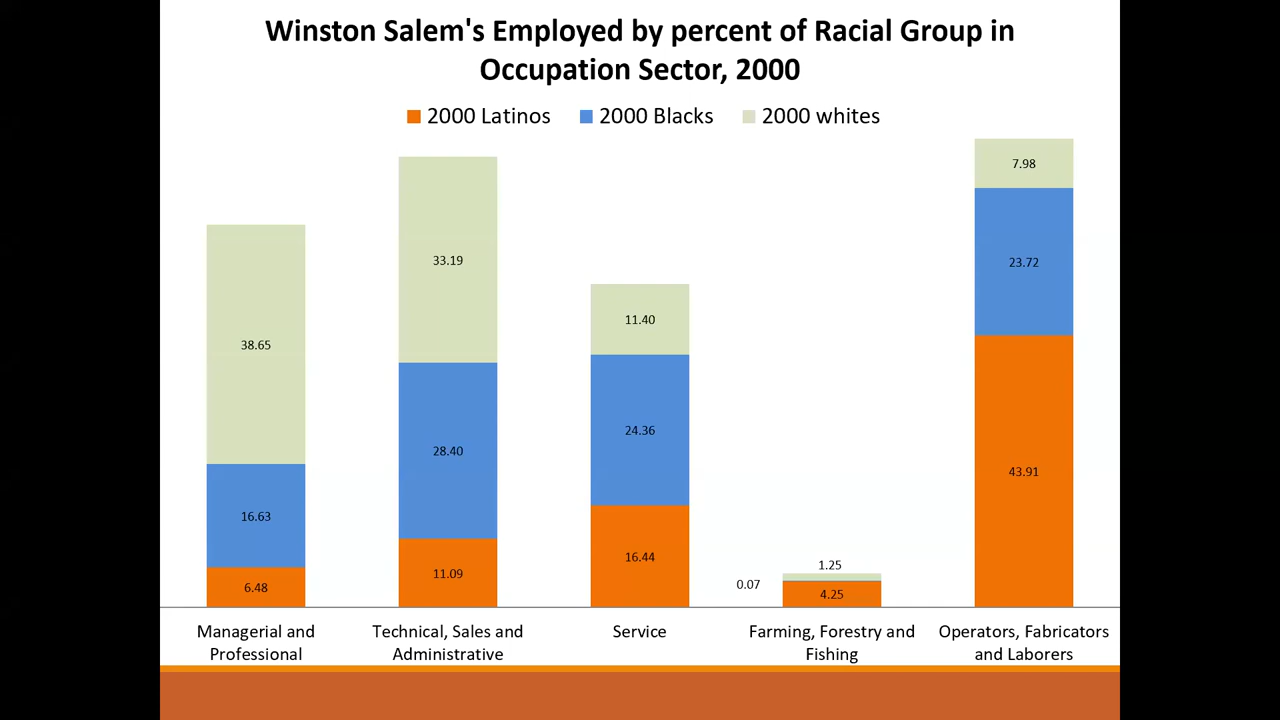 Winston Salem's Employed by percent of Racial Group in
Occupation Sector, 2000
2000 Latinos 2000 Blacks 2000 whites
38.65
16.63
6.48
33.19
28.40
11.09
11.40
24.36
16.44
1.25
0.07
4.25
7.98
23.72
43.91
Managerial and
Professional
Technical, Sales and
Administrative
Service
Farming, Forestry and
Fishing
Operators, Fabricators
and Laborers